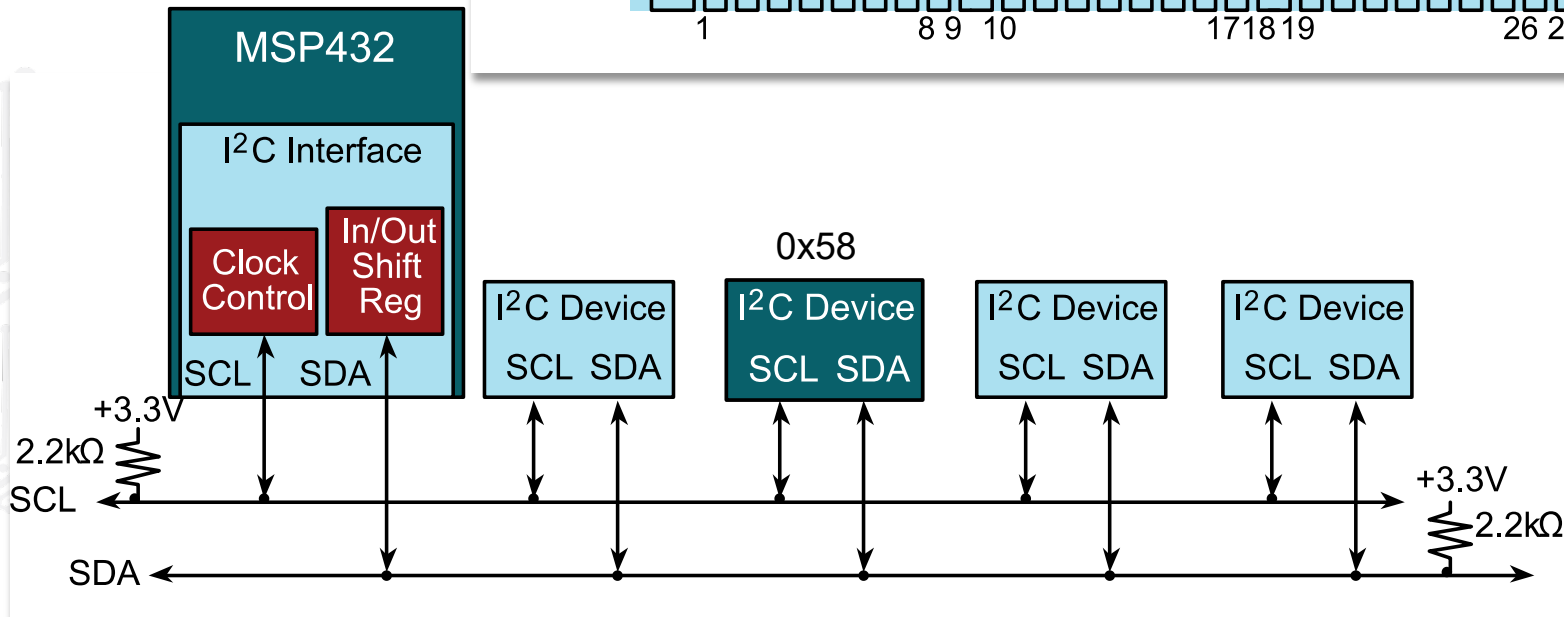 1 8 9 10 17 18 19 26
MSP432
I²C Interface
Clock
Control
In/Out
Shift
Reg
SCL SDA
0x58
I²C Device
SCL SDA
I²C Device
SCL SDA
I²C Device
SCL SDA
I²C Device
SCL SDA
+3.3V
2.2kΩ
SCL
+3.3V
2.2kΩ
SDA